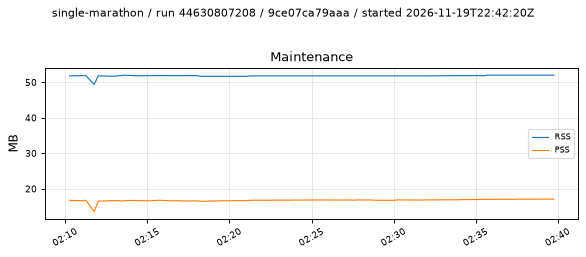 single-marathon / run 44630807208 / 9ce07ca79aaa / started 2026-11-19T22:42:20Z
Maintenance
MB
50
40
30
20
RSS
PSS
02:10
02:15
02:20
02:25
02:30
02:35
02:40